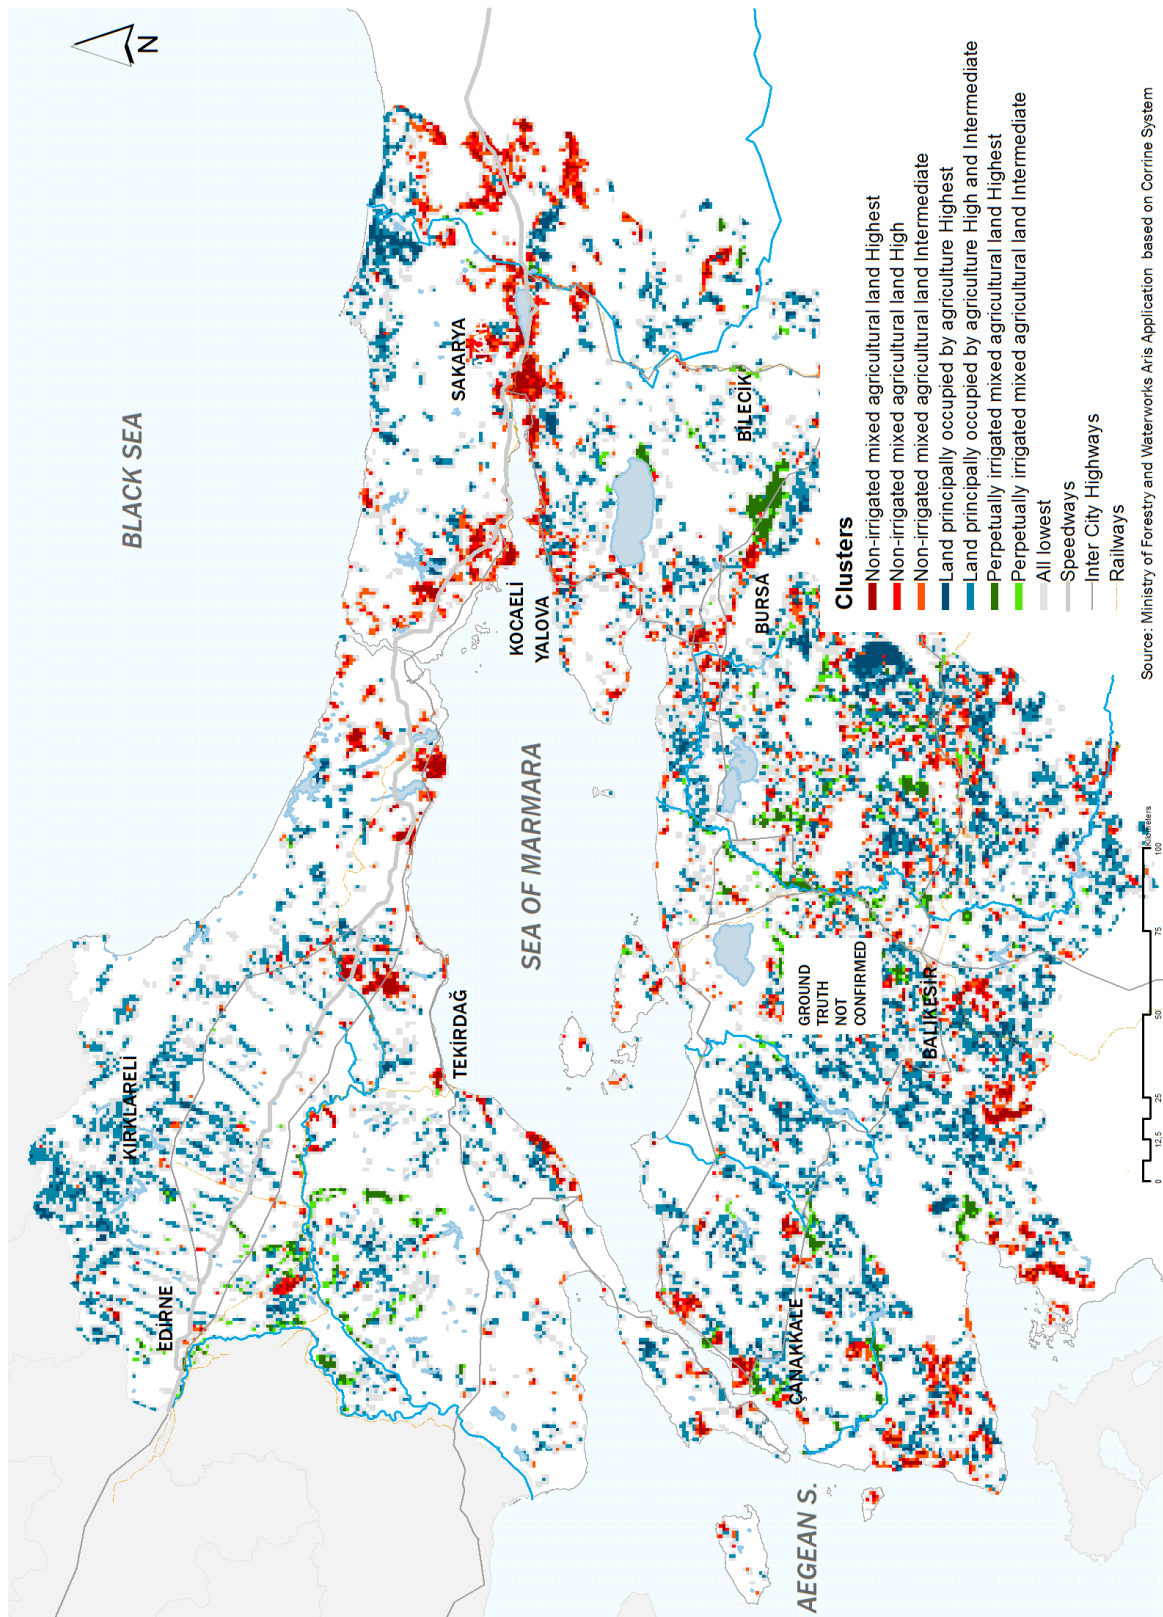 N
BLACK SEA
KIRKLARELİ
EDİRNE
TEKİRDAĞ
SAKARYA
KOCAELİ
YALOVA
SEA OF MARMARA
BİLECİK
BURSA
GROUND
TRUTH
NOT
CONFIRMED
BALIKESİR
ÇANAKKALE
AEGEAN S.
Clusters
Non-irrigated mixed agricultural land Highest
Non-irrigated mixed agricultural land High
Non-irrigated mixed agricultural land Intermediate
Land principally occupied by agriculture Highest
Land principally occupied by agriculture High and Intermediate
Perpetually irrigated mixed agricultural land Highest
Perpetually irrigated mixed agricultural land Intermediate
All lowest
Speedways
Inter City Highways
Railways
0 12,5 25 50 75 100
Kilometers
Source: Ministry of Forestry and Waterworks Aris Application based on Corrine System